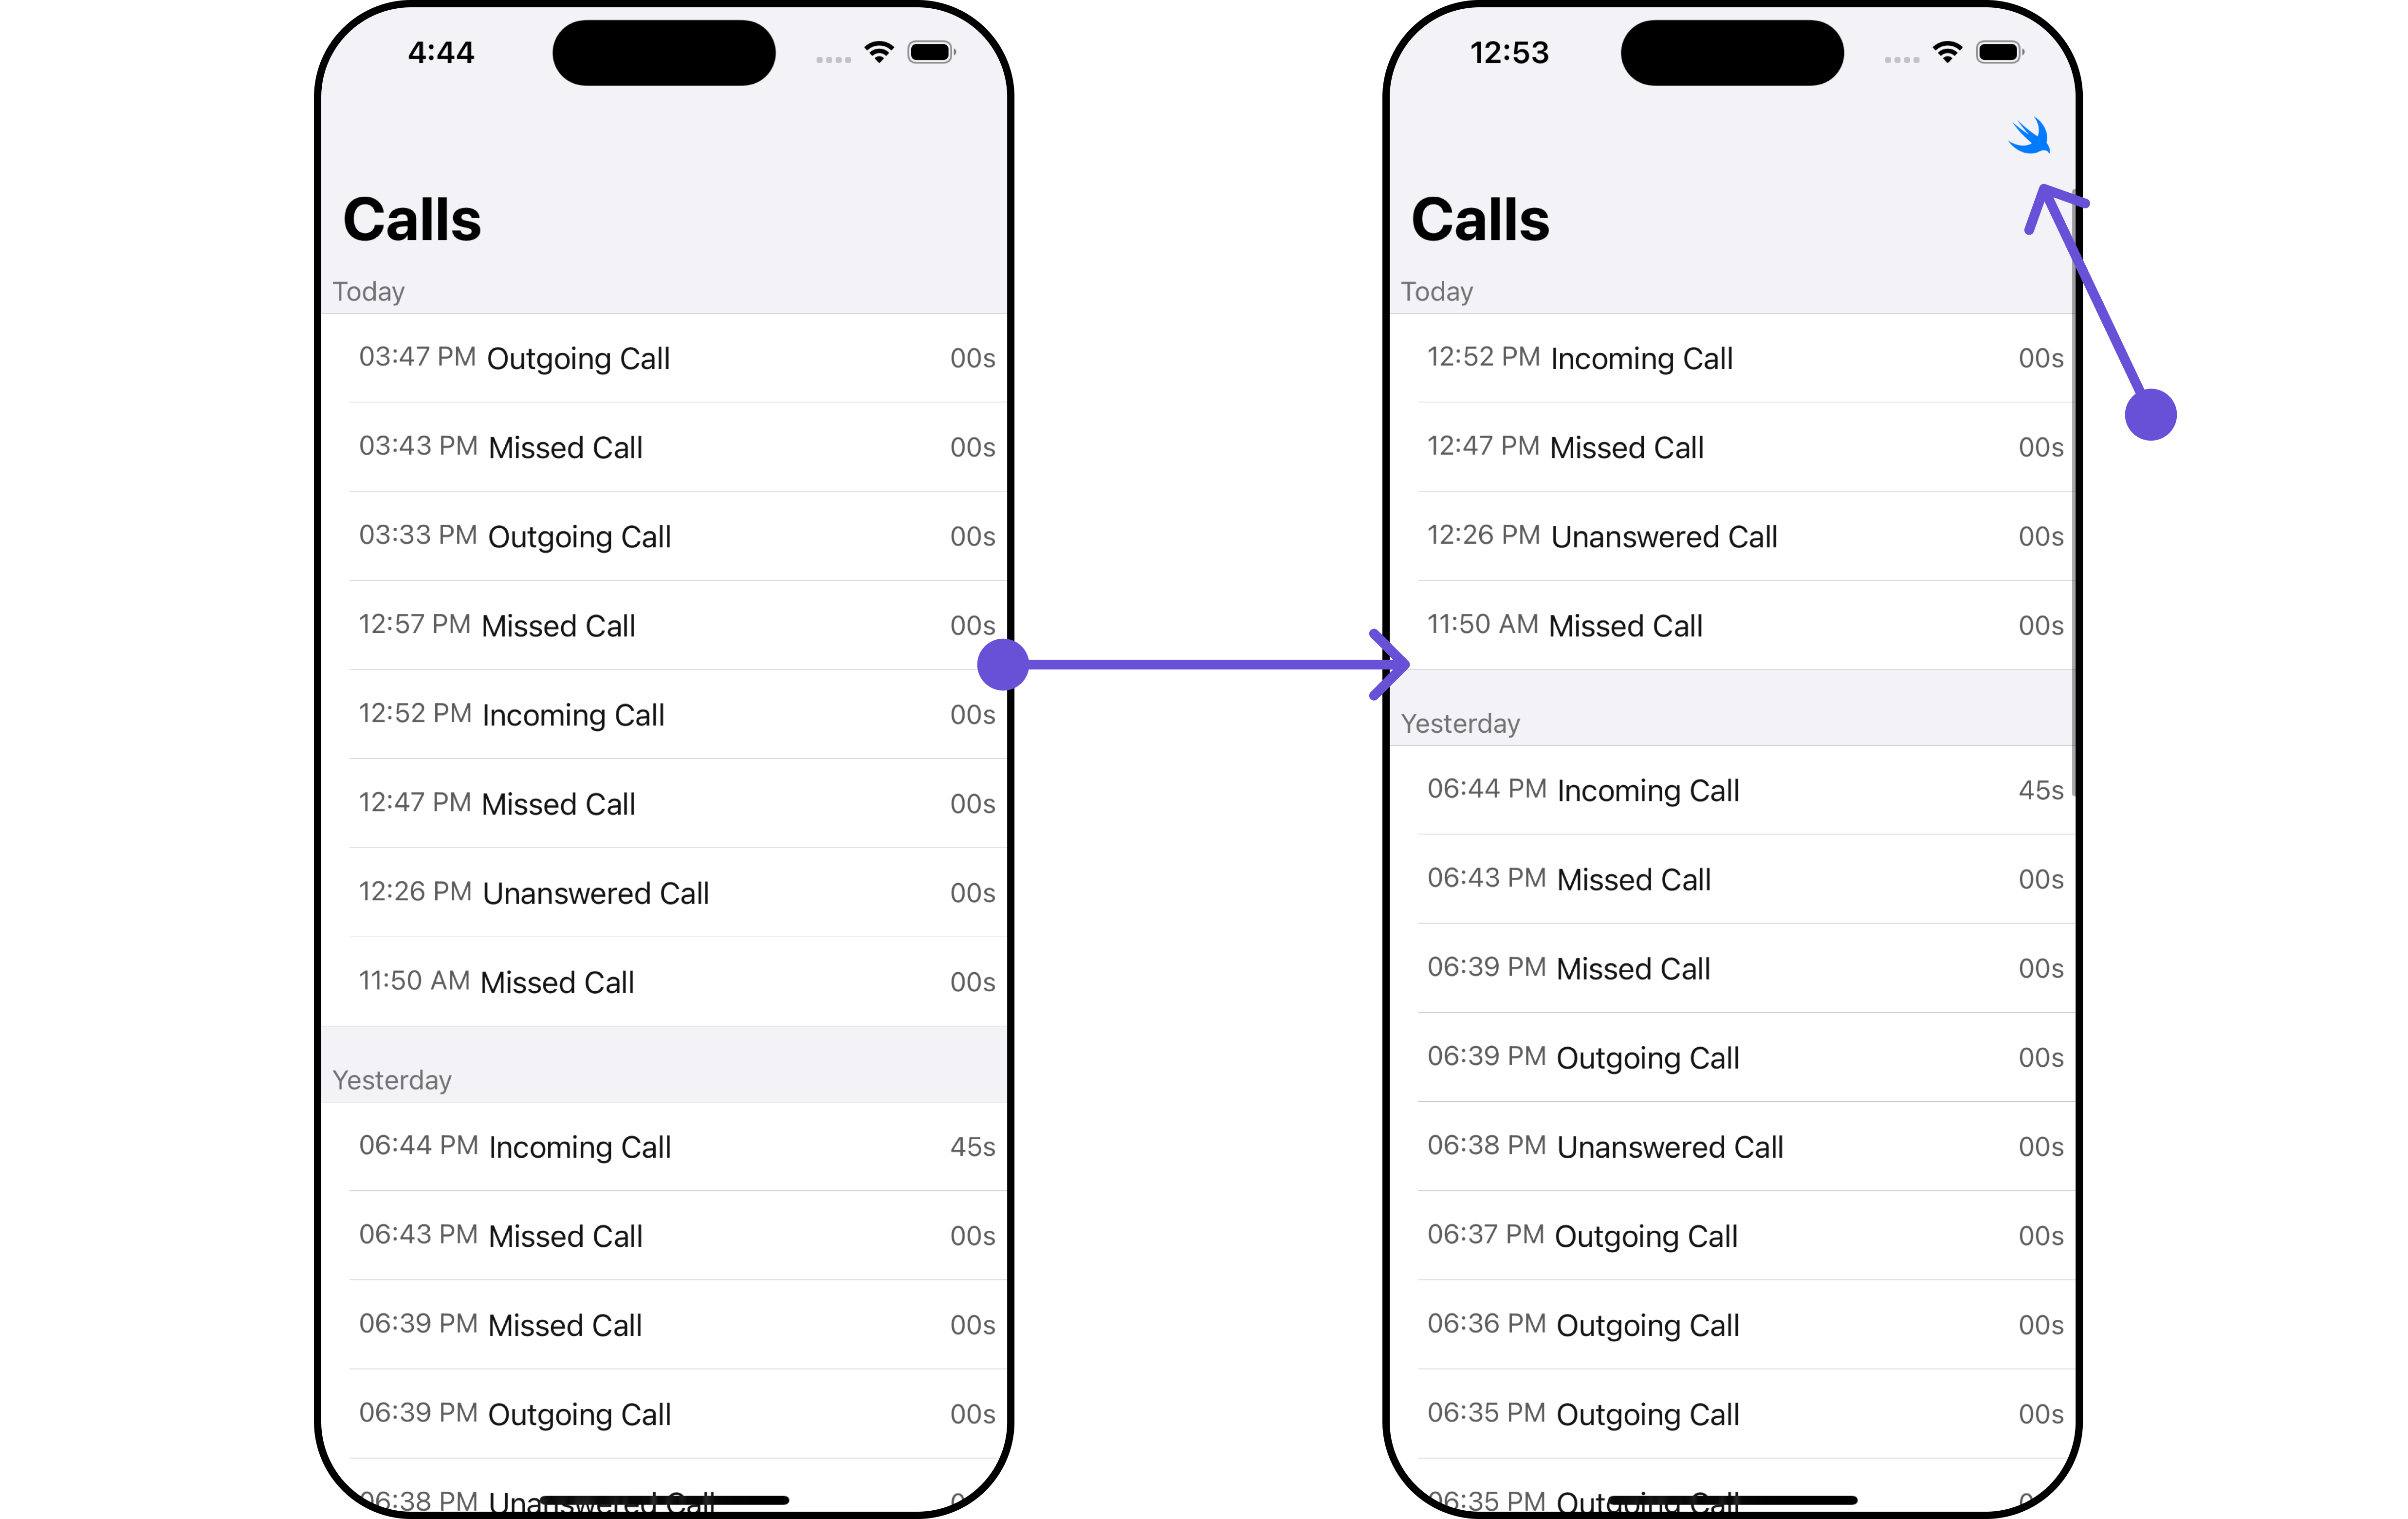 4:44
Calls
Today
03:47 PM Outgoing Call 00s
03:43 PM Missed Call 00s
03:33 PM Outgoing Call 00s
12:57 PM Missed Call 00s
12:52 PM Incoming Call 00s
12:47 PM Missed Call 00s
12:26 PM Unanswered Call 00s
11:50 AM Missed Call 00s
Yesterday
06:44 PM Incoming Call 45s
06:43 PM Missed Call 00s
06:39 PM Missed Call 00s
06:39 PM Outgoing Call 00s
06:38 PM Unanswered Call
12:53
Calls
Today
12:52 PM Incoming Call 00s
12:47 PM Missed Call 00s
12:26 PM Unanswered Call 00s
11:50 AM Missed Call 00s
Yesterday
06:44 PM Incoming Call 45s
06:43 PM Missed Call 00s
06:39 PM Missed Call 00s
06:39 PM Outgoing Call 00s
06:38 PM Unanswered Call 00s
06:37 PM Outgoing Call 00s
06:36 PM Outgoing Call 00s
06:35 PM Outgoing Call 00s
06:35 PM Outgoing Call